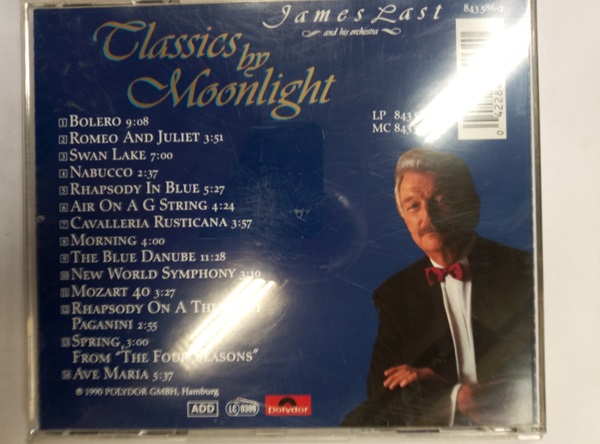 James Last
and his orchestra
843 586-2
Classics
by
Moonlight
LP 843
MC 843
0 4228
1 BOLERO 9:08
2 ROMEO AND JULIET 3:51
3 SWAN LAKE 7:00
4 NABUCCO 2:37
5 RHAPSODY IN BLUE 5:27
6 AIR ON A G STRING 4:24
7 CAVALLERIA RUSTICANA 3:57
8 MORNING 4:00
9 THE BLUE DANUBE 11:28
10 NEW WORLD SYMPHONY
11 MOZART 40 3:27
12 RHAPSODY ON A
PAGANINI 2:55
13 SPRING, 3:00
FROM "THE FOUR SEASONS"
14 AVE MARIA 5:37
℗ 1990 POLYDOR GMBH, Hamburg
ADD
LC 0309
Polydor